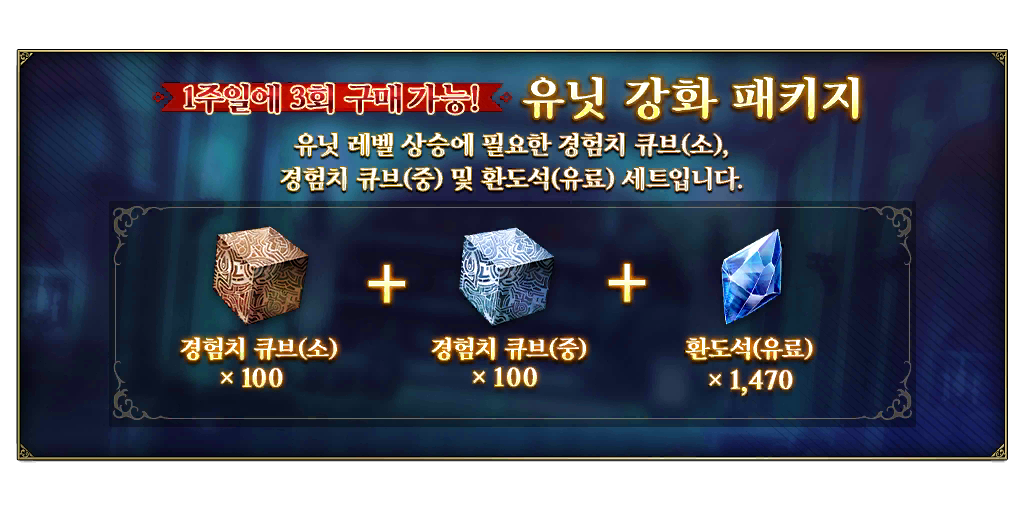 1주일에 3회 구매 가능! 유닛 강화 패키지
유닛 레벨 상승에 필요한 경험치 큐브(소),
경험치 큐브(중) 및 환도석(유료) 세트입니다.
+ +
경험치 큐브(소) 경험치 큐브(중) 환도석(유료)
×100 ×100 ×1,470